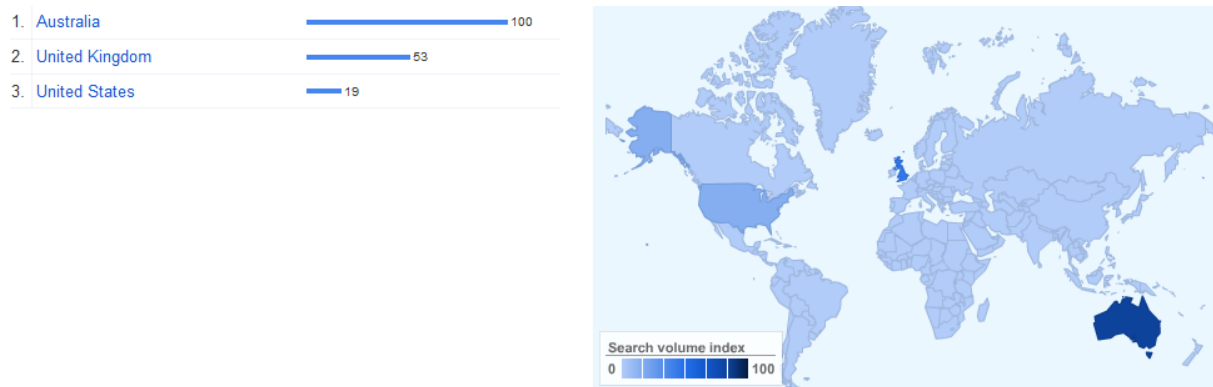 1. Australia 100
2. United Kingdom 53
3. United States 19
Search volume index
0 100